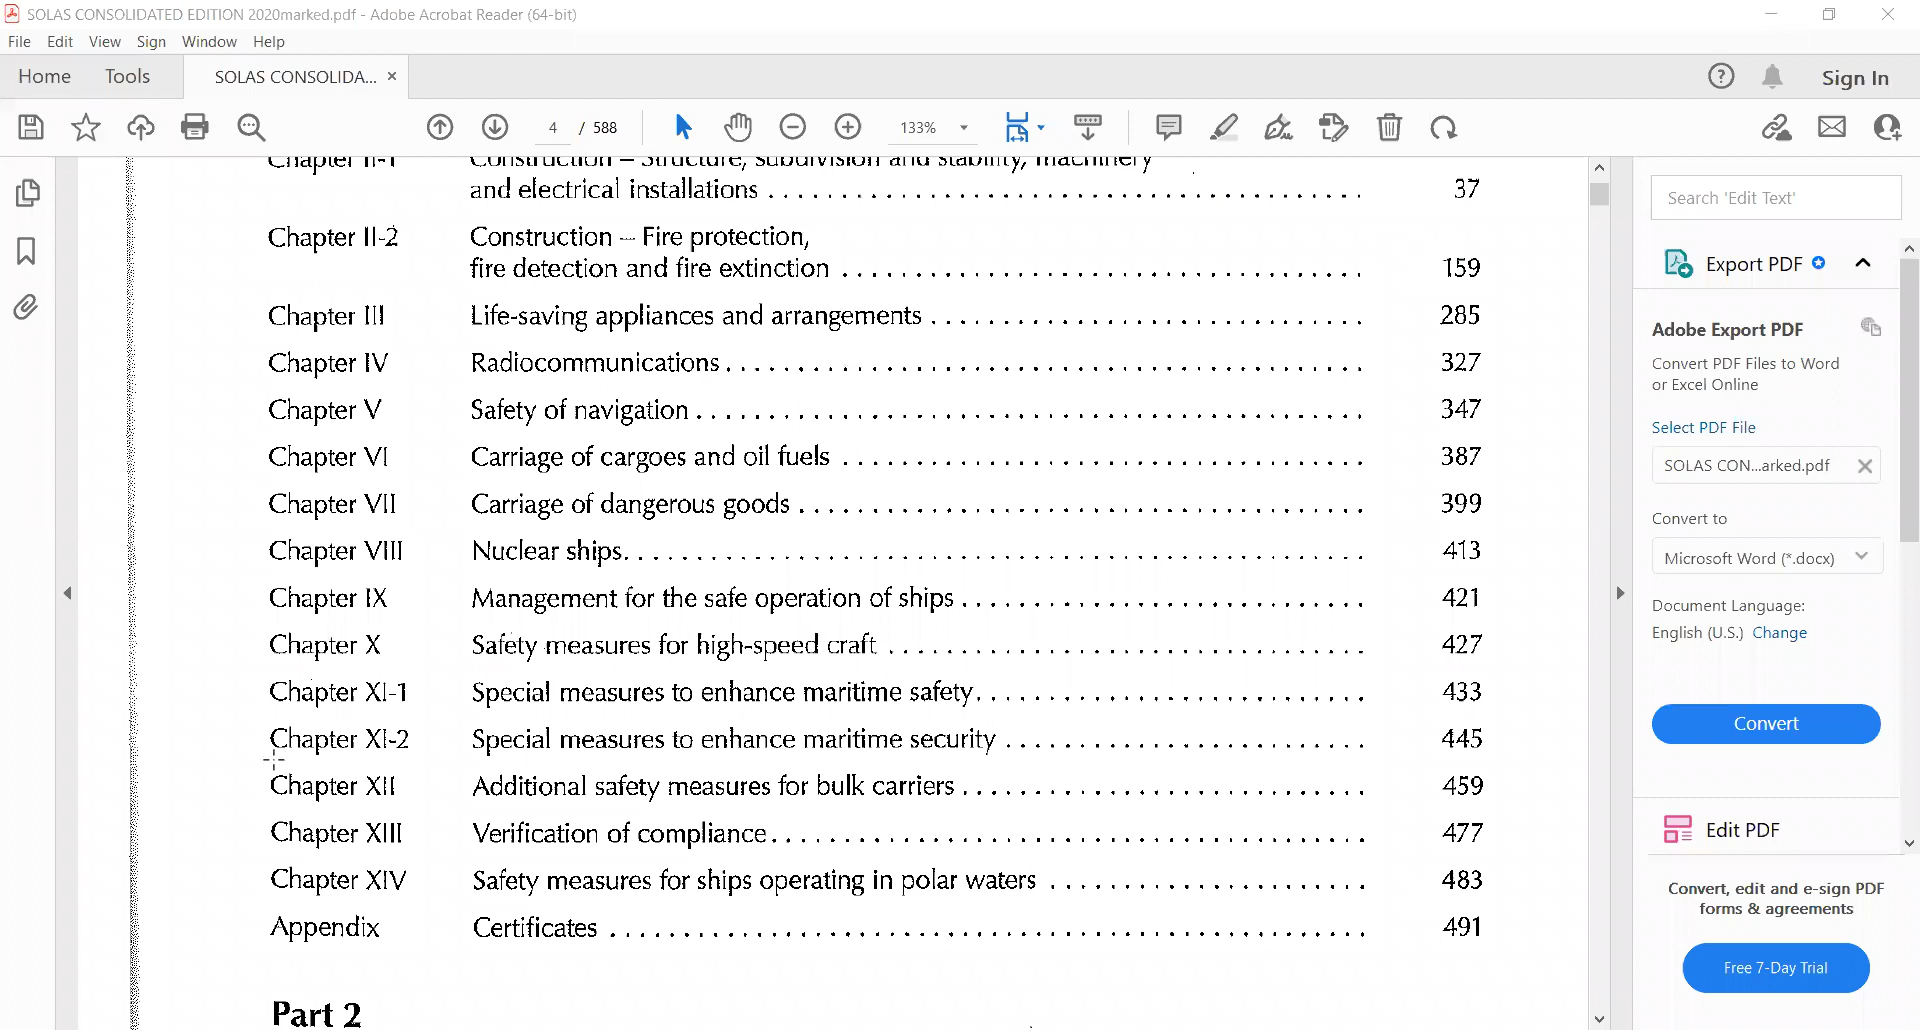 SOLAS CONSOLIDATED EDITION 2020marked.pdf - Adobe Acrobat Reader (64-bit)
File Edit View Sign Window Help
Home Tools SOLAS CONSOLIDA... × Sign In
4 / 588 133%
Chapter II-1 Construction – Structure, subdivision and stability, machinery
and electrical installations 37
Chapter II-2 Construction – Fire protection,
fire detection and fire extinction 159
Chapter III Life-saving appliances and arrangements 285
Chapter IV Radiocommunications 327
Chapter V Safety of navigation 347
Chapter VI Carriage of cargoes and oil fuels 387
Chapter VII Carriage of dangerous goods 399
Chapter VIII Nuclear ships 413
Chapter IX Management for the safe operation of ships 421
Chapter X Safety measures for high-speed craft 427
Chapter XI-1 Special measures to enhance maritime safety 433
Chapter XI-2 Special measures to enhance maritime security 445
Chapter XII Additional safety measures for bulk carriers 459
Chapter XIII Verification of compliance 477
Chapter XIV Safety measures for ships operating in polar waters 483
Appendix Certificates 491
Part 2
Search 'Edit Text'
Export PDF
Adobe Export PDF
Convert PDF Files to Word
or Excel Online
Select PDF File
SOLAS CON...arked.pdf
Convert to
Microsoft Word (*.docx)
Document Language:
English (U.S.) Change
Convert
Edit PDF
Convert, edit and e-sign PDF
forms & agreements
Free 7-Day Trial